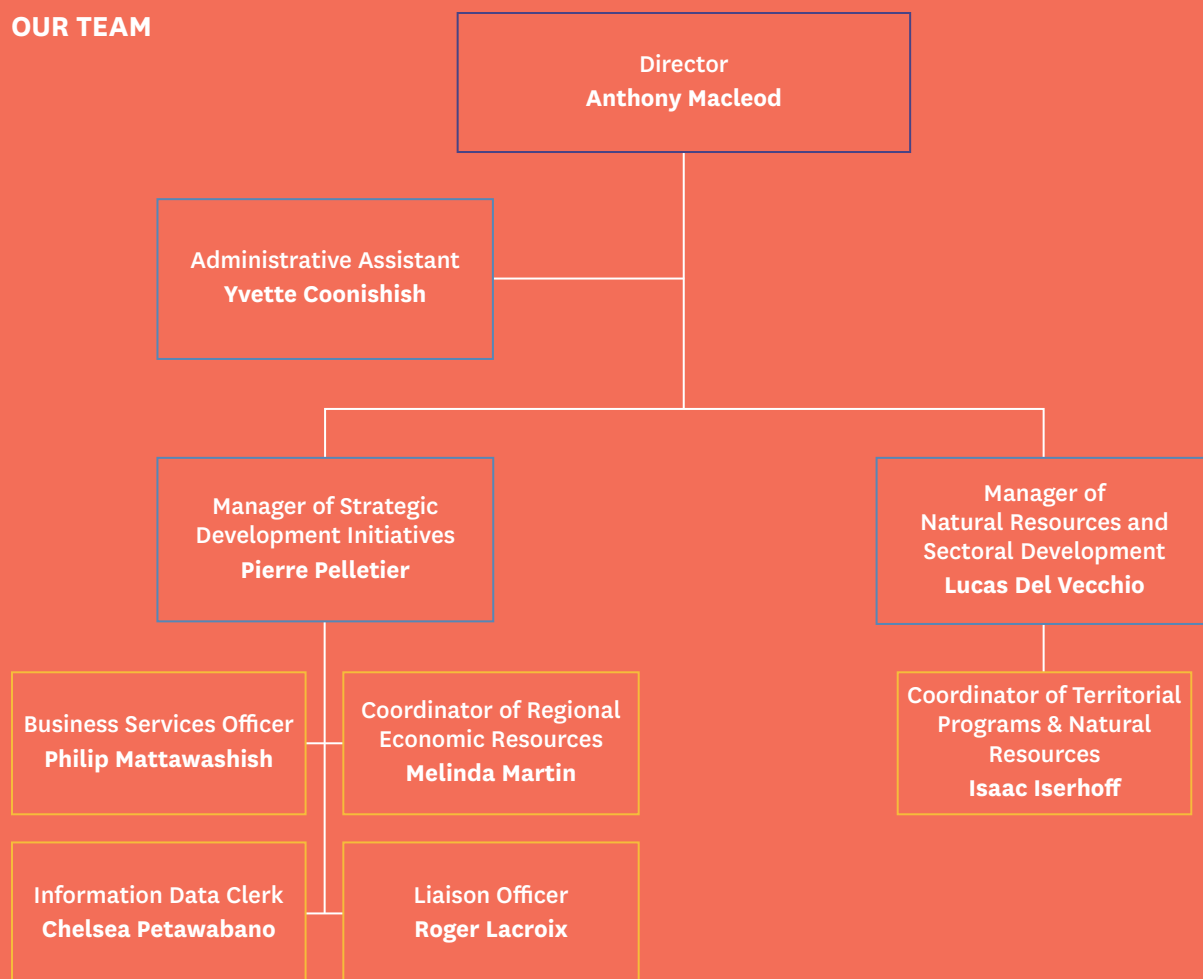 OUR TEAM
Director
Anthony Macleod
Administrative Assistant
Yvette Coonishish
Manager of Strategic
Development Initiatives
Pierre Pelletier
Manager of
Natural Resources and
Sectoral Development
Lucas Del Vecchio
Business Services Officer
Philip Mattawashish
Coordinator of Regional
Economic Resources
Melinda Martin
Coordinator of Territorial
Programs & Natural
Resources
Isaac Iserhoff
Information Data Clerk
Chelsea Petawabano
Liaison Officer
Roger Lacroix